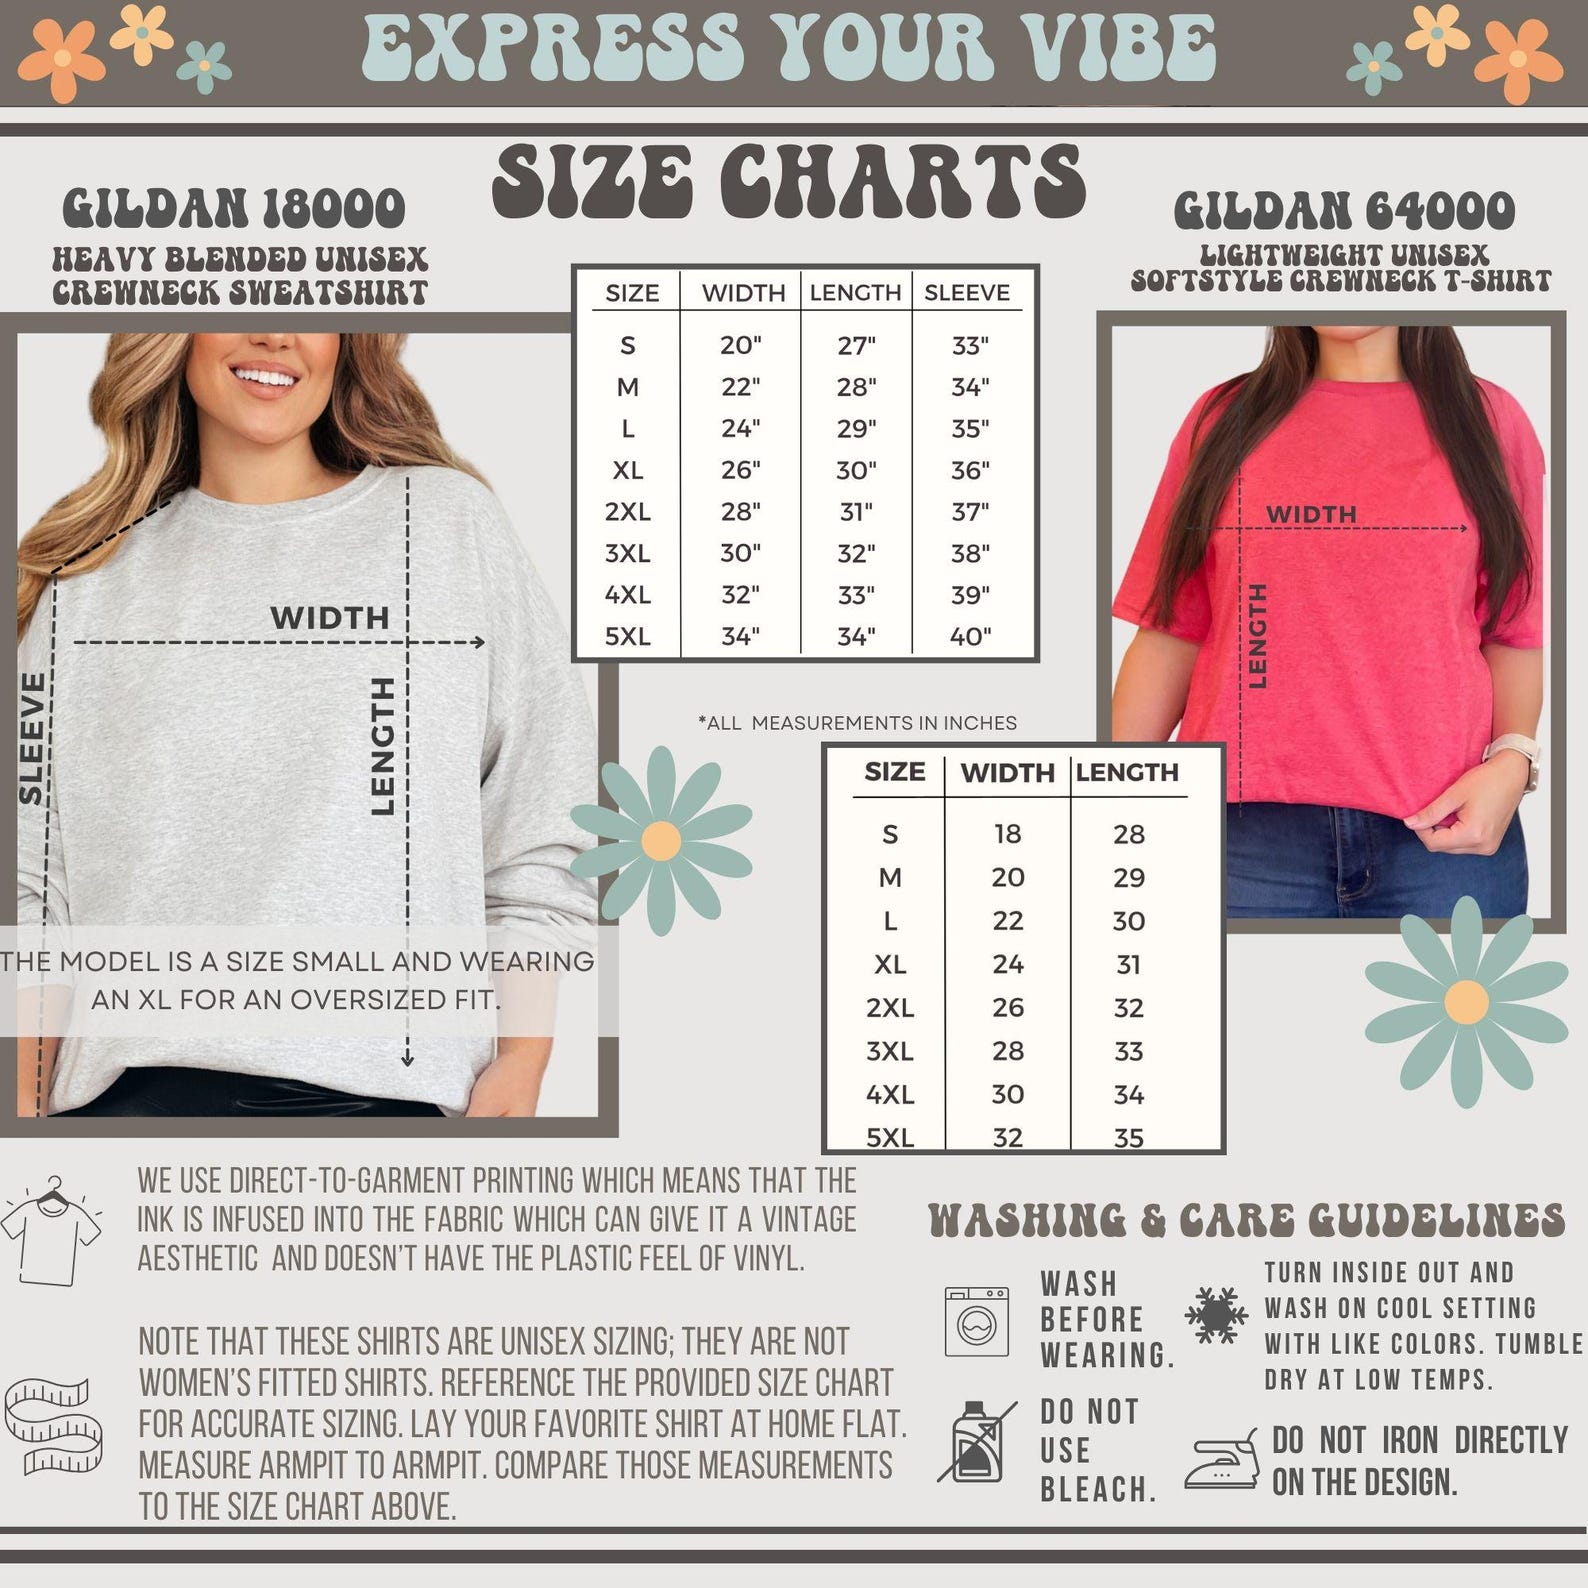 EXPRESS YOUR VIBE
SIZE CHARTS
GILDAN 18000
HEAVY BLENDED UNISEX
CREWNECK SWEATSHIRT
GILDAN 64000
LIGHTWEIGHT UNISEX
SOFTSTYLE CREWNECK T-SHIRT
SIZE WIDTH LENGTH SLEEVE
S 20" 27" 33"
M 22" 28" 34"
L 24" 29" 35"
XL 26" 30" 36"
2XL 28" 31" 37"
3XL 30" 32" 38"
4XL 32" 33" 39"
5XL 34" 34" 40"
WIDTH
LENGTH
SLEEVE
THE MODEL IS A SIZE SMALL AND WEARING
AN XL FOR AN OVERSIZED FIT.
WIDTH
LENGTH
*ALL MEASUREMENTS IN INCHES
SIZE WIDTH LENGTH
S 18 28
M 20 29
L 22 30
XL 24 31
2XL 26 32
3XL 28 33
4XL 30 34
5XL 32 35
WE USE DIRECT-TO-GARMENT PRINTING WHICH MEANS THAT THE
INK IS INFUSED INTO THE FABRIC WHICH CAN GIVE IT A VINTAGE
AESTHETIC AND DOESN'T HAVE THE PLASTIC FEEL OF VINYL.
NOTE THAT THESE SHIRTS ARE UNISEX SIZING; THEY ARE NOT
WOMEN'S FITTED SHIRTS. REFERENCE THE PROVIDED SIZE CHART
FOR ACCURATE SIZING. LAY YOUR FAVORITE SHIRT AT HOME FLAT.
MEASURE ARMPIT TO ARMPIT. COMPARE THOSE MEASUREMENTS
TO THE SIZE CHART ABOVE.
WASHING & CARE GUIDELINES
WASH
BEFORE
WEARING.
TURN INSIDE OUT AND
WASH ON COOL SETTING
WITH LIKE COLORS. TUMBLE
DRY AT LOW TEMPS.
DO NOT
USE
BLEACH.
DO NOT IRON DIRECTLY
ON THE DESIGN.